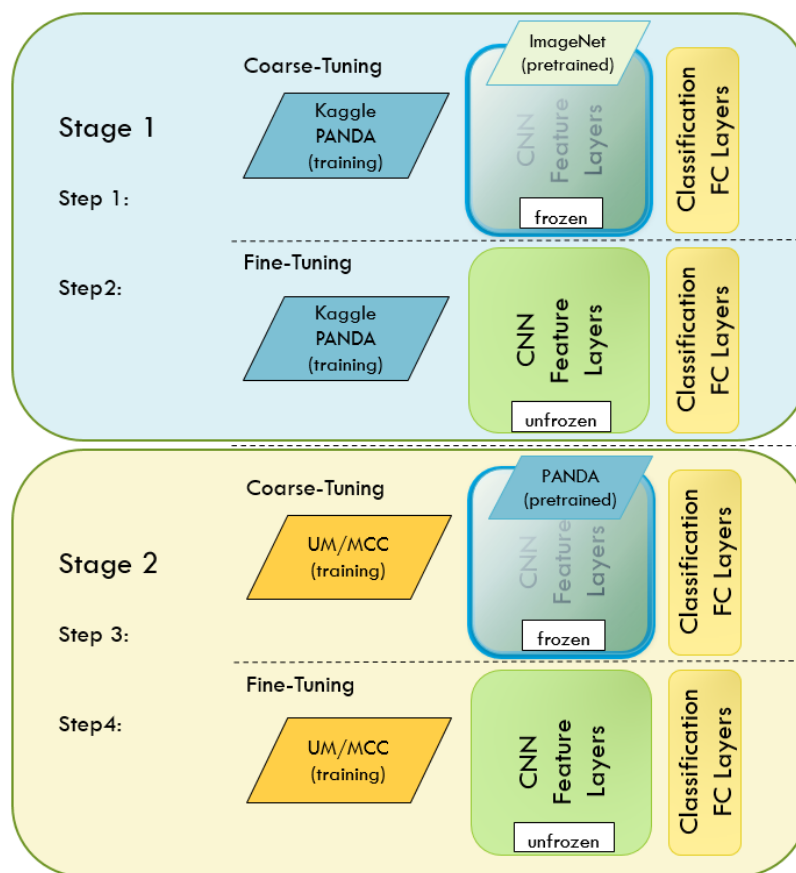 Stage 1
Step 1:
Coarse-Tuning
Kaggle
PANDA
(training)
ImageNet
(pretrained)
CNN
Feature
Layers
frozen
Classification
FC Layers
Step2:
Fine-Tuning
Kaggle
PANDA
(training)
CNN
Feature
Layers
unfrozen
Classification
FC Layers
Stage 2
Step 3:
Coarse-Tuning
UM/MCC
(training)
PANDA
(pretrained)
CNN
Feature
Layers
frozen
Classification
FC Layers
Step4:
Fine-Tuning
UM/MCC
(training)
CNN
Feature
Layers
unfrozen
Classification
FC Layers